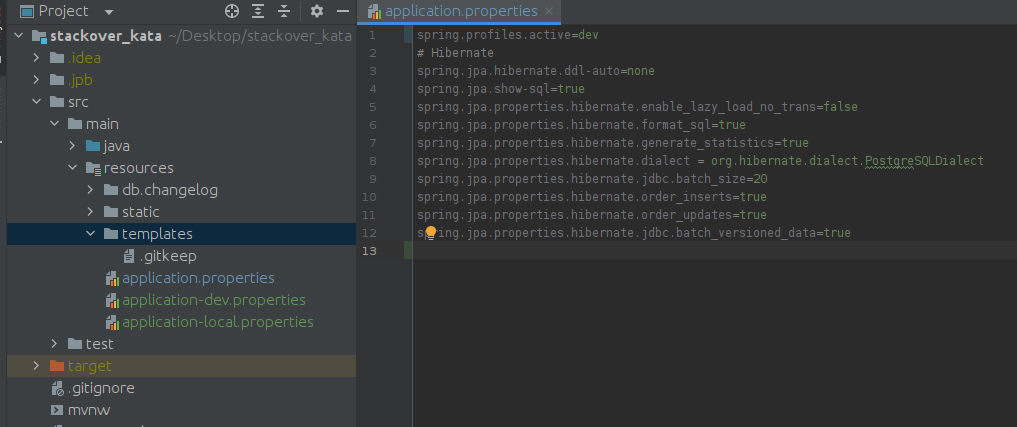 Project
stackover_kata ~/Desktop/stackover_kata
.idea
.jpb
src
main
java
resources
db.changelog
static
templates
.gitkeep
application.properties
application-dev.properties
application-local.properties
test
target
.gitignore
mvnw
application.properties
1 spring.profiles.active=dev
2 # Hibernate
3 spring.jpa.hibernate.ddl-auto=none
4 spring.jpa.show-sql=true
5 spring.jpa.properties.hibernate.enable_lazy_load_no_trans=false
6 spring.jpa.properties.hibernate.format_sql=true
7 spring.jpa.properties.hibernate.generate_statistics=true
8 spring.jpa.properties.hibernate.dialect = org.hibernate.dialect.PostgreSQLDialect
9 spring.jpa.properties.hibernate.jdbc.batch_size=20
10 spring.jpa.properties.hibernate.order_inserts=true
11 spring.jpa.properties.hibernate.order_updates=true
12 spring.jpa.properties.hibernate.jdbc.batch_versioned_data=true
13